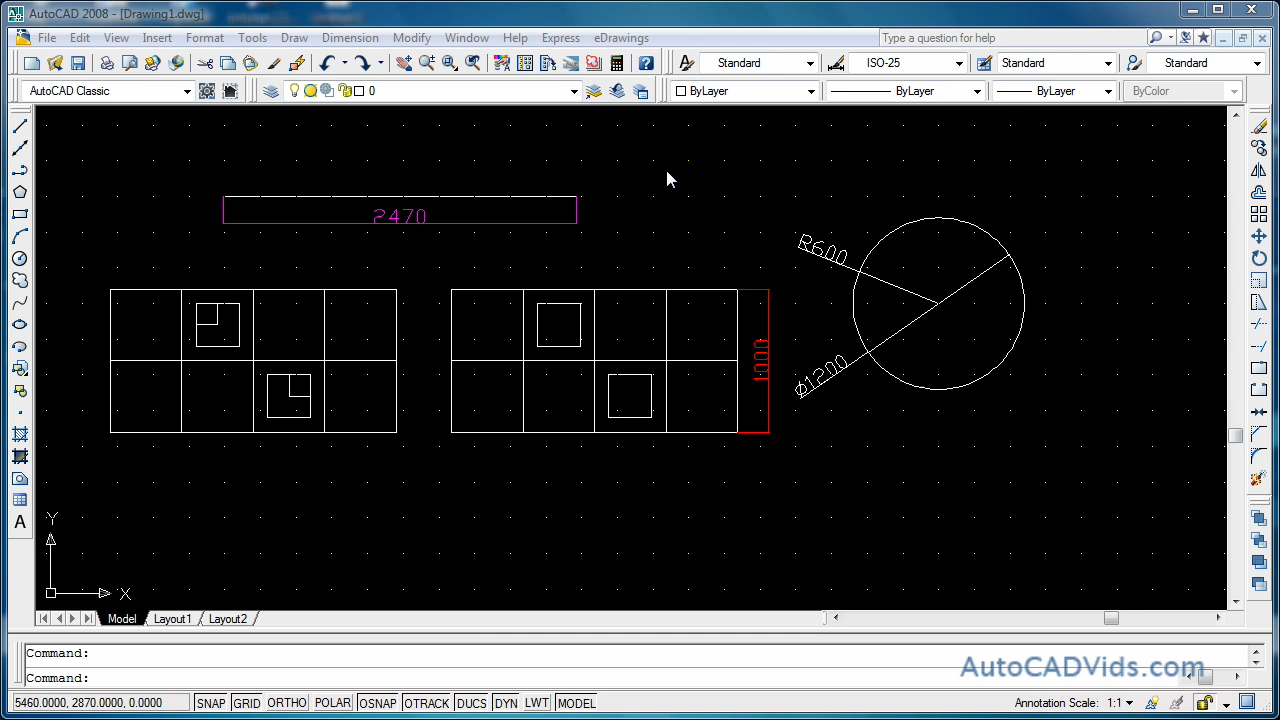 AutoCAD 2008 - [Drawing1.dwg]
File Edit View Insert Format Tools Draw Dimension Modify Window Help Express eDrawings Type a question for help
Standard ISO-25 Standard Standard
AutoCAD Classic 0 ByLayer ByLayer ByLayer ByColor
2470
R600
1000
Ø1200
Y
X
Model Layout1 Layout2
Command:
Command:
AutoCADVids.com
5460.0000, 2870.0000, 0.0000 SNAP GRID ORTHO POLAR OSNAP OTRACK DUCS DYN LWT MODEL Annotation Scale: 1:1